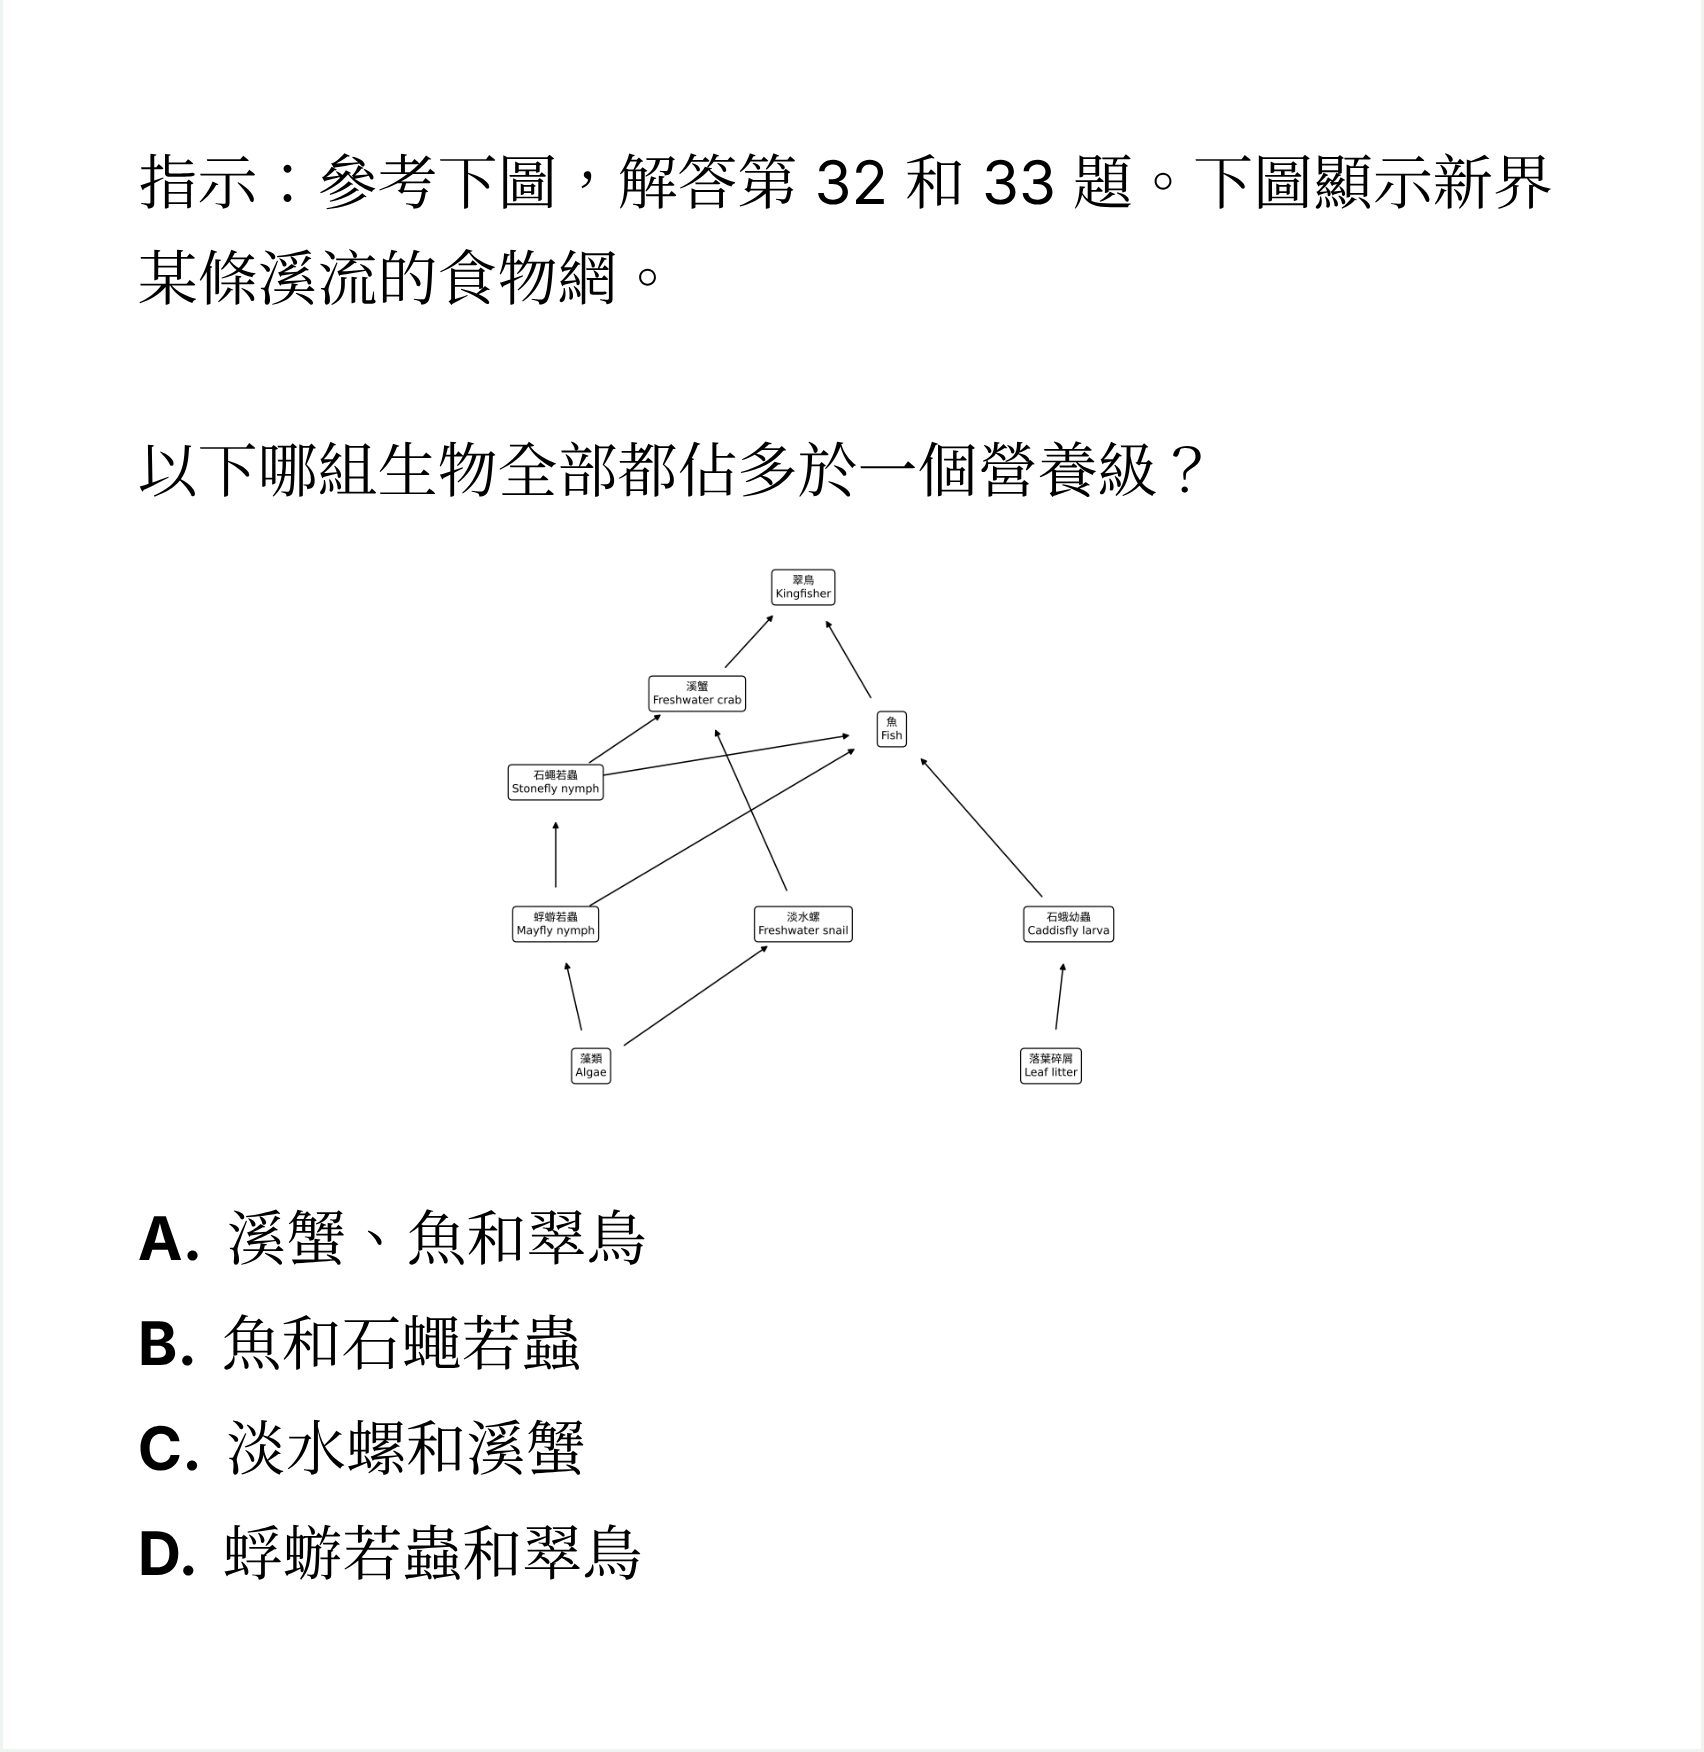 指示：參考下圖，解答第 32 和 33 題。下圖顯示新界
某條溪流的食物網。
以下哪組生物全部都佔多於一個營養級？
翠鳥
Kingfisher
溪蟹
Freshwater crab
魚
Fish
石蠅若蟲
Stonefly nymph
蜉蝣若蟲
Mayfly nymph
淡水螺
Freshwater snail
石蛾幼蟲
Caddisfly larva
藻類
Algae
落葉碎屑
Leaf litter
A. 溪蟹、魚和翠鳥
B. 魚和石蠅若蟲
C. 淡水螺和溪蟹
D. 蜉蝣若蟲和翠鳥